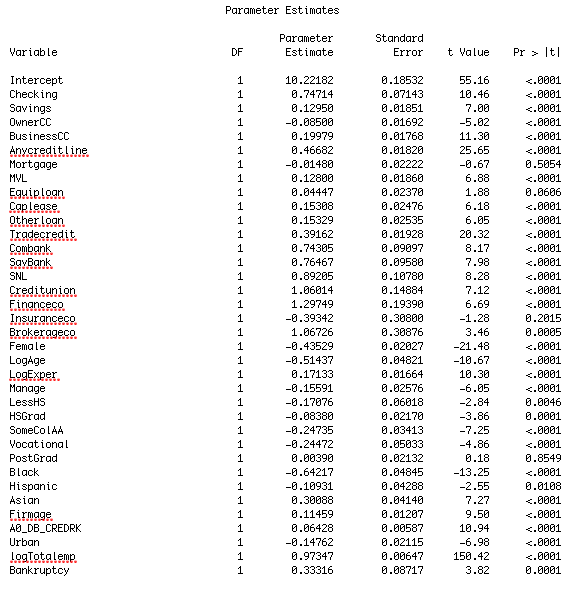 Parameter Estimates
Parameter Standard
Variable DF Estimate Error t Value Pr > |t|
Intercept 1 10.22182 0.18532 55.16 <.0001
Checking 1 0.74714 0.07143 10.46 <.0001
Savings 1 0.12950 0.01851 7.00 <.0001
OwnerCC 1 -0.08500 0.01692 -5.02 <.0001
BusinessCC 1 0.19979 0.01768 11.30 <.0001
Anycreditline 1 0.46682 0.01820 25.65 <.0001
Mortgage 1 -0.01480 0.02222 -0.67 0.5054
MVL 1 0.12800 0.01860 6.88 <.0001
Equiploan 1 0.04447 0.02370 1.88 0.0606
Caplease 1 0.15308 0.02476 6.18 <.0001
Otherloan 1 0.15329 0.02535 6.05 <.0001
Tradecredit 1 0.39162 0.01928 20.32 <.0001
Combank 1 0.74305 0.09097 8.17 <.0001
SavBank 1 0.76467 0.09580 7.98 <.0001
SNL 1 0.89205 0.10780 8.28 <.0001
Creditunion 1 1.06014 0.14884 7.12 <.0001
Financeco 1 1.29749 0.19390 6.69 <.0001
Insuranceco 1 -0.39342 0.30800 -1.28 0.2015
Brokerageco 1 1.06726 0.30876 3.46 0.0005
Female 1 -0.43529 0.02027 -21.48 <.0001
LogAge 1 -0.51437 0.04821 -10.67 <.0001
LogExper 1 0.17133 0.01664 10.30 <.0001
Manage 1 -0.15591 0.02576 -6.05 <.0001
LessHS 1 -0.17076 0.06018 -2.84 0.0046
HSGrad 1 -0.08380 0.02170 -3.86 0.0001
SomeColAA 1 -0.24735 0.03413 -7.25 <.0001
Vocational 1 -0.24472 0.05033 -4.86 <.0001
PostGrad 1 0.00390 0.02132 0.18 0.8549
Black 1 -0.64217 0.04845 -13.25 <.0001
Hispanic 1 -0.10931 0.04288 -2.55 0.0108
Asian 1 0.30088 0.04140 7.27 <.0001
Firmage 1 0.11459 0.01207 9.50 <.0001
A0_DB_CREDRK 1 0.06428 0.00587 10.94 <.0001
Urban 1 -0.14762 0.02115 -6.98 <.0001
logTotalemp 1 0.97347 0.00647 150.42 <.0001
Bankruptcy 1 0.33316 0.08717 3.82 0.0001